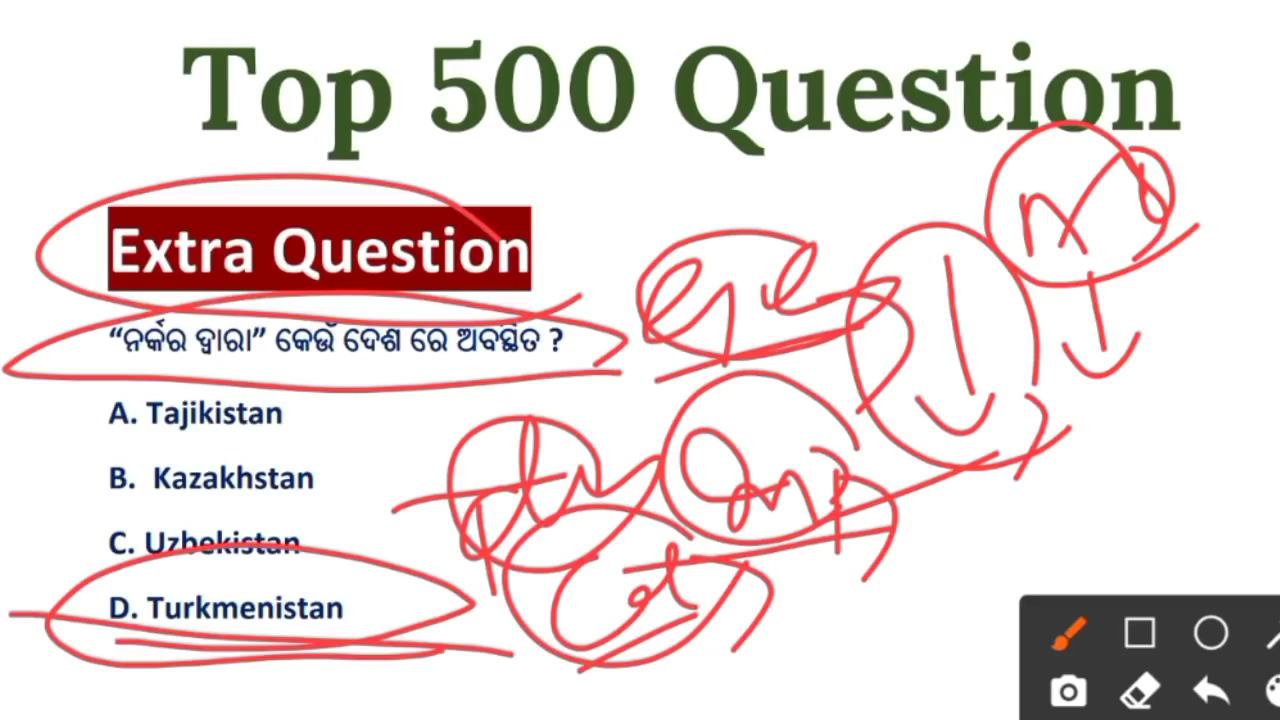 Top 500 Question
Extra Question
“ନର୍କର ଦ୍ୱାରା” କେଉଁ ଦେଶ ରେ ଅବସ୍ଥିତ ?
A. Tajikistan
B. Kazakhstan
C. Uzbekistan
D. Turkmenistan